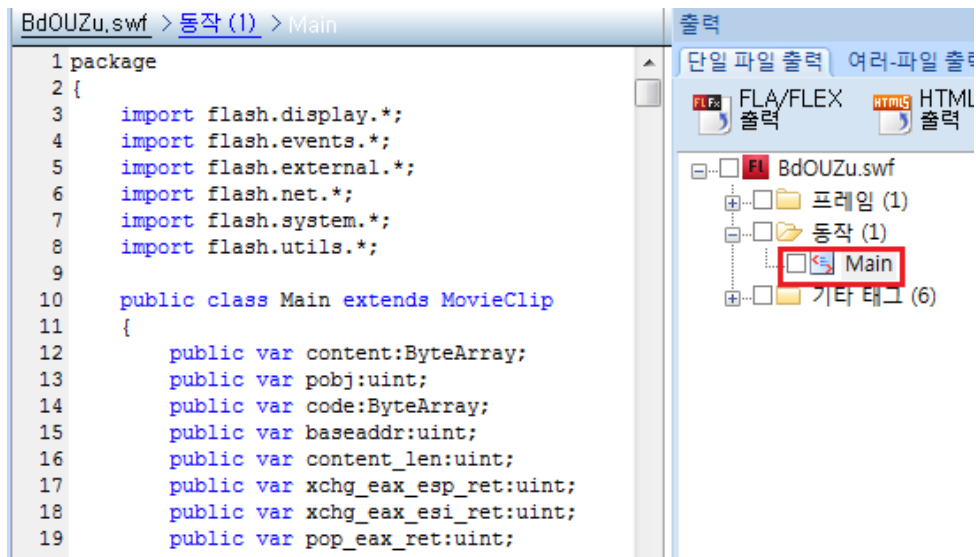 BdOUZu.swf > 동작 (1) > Main
1 package
2 {
3 import flash.display.*;
4 import flash.events.*;
5 import flash.external.*;
6 import flash.net.*;
7 import flash.system.*;
8 import flash.utils.*;
9
10 public class Main extends MovieClip
11 {
12 public var content:ByteArray;
13 public var pobj:uint;
14 public var code:ByteArray;
15 public var baseaddr:uint;
16 public var content_len:uint;
17 public var xchg_eax_esp_ret:uint;
18 public var xchg_eax_esi_ret:uint;
19 public var pop_eax_ret:uint;
출력
단일 파일 출력 여러-파일 출력
FLA/FLEX 출력
HTML 출력
BdOUZu.swf
프레임 (1)
동작 (1)
Main
기타 태그 (6)